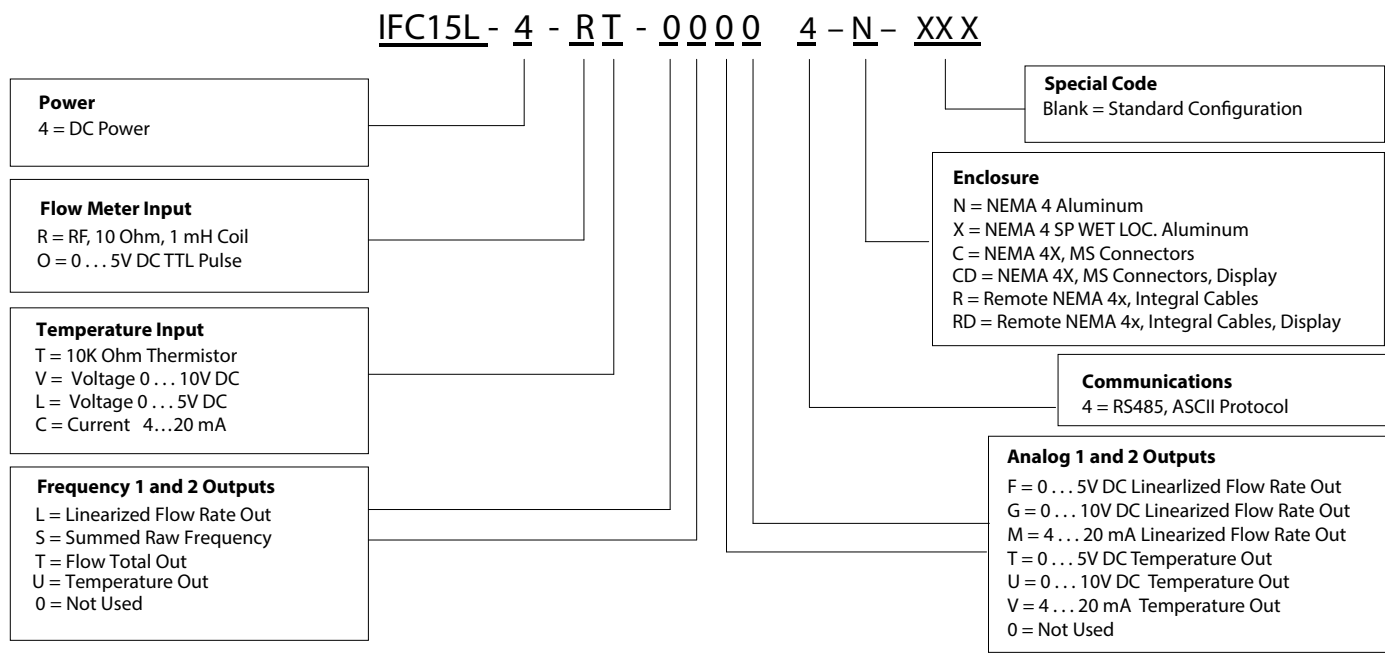 IFC15L - 4 - R T - 0 0 0 0 4 – N – XX X
Power
4 = DC Power
Flow Meter Input
R = RF, 10 Ohm, 1 mH Coil
O = 0 . . . 5V DC TTL Pulse
Temperature Input
T = 10K Ohm Thermistor
V = Voltage 0 . . . 10V DC
L = Voltage 0 . . . 5V DC
C = Current 4…20 mA
Frequency 1 and 2 Outputs
L = Linearized Flow Rate Out
S = Summed Raw Frequency
T = Flow Total Out
U = Temperature Out
0 = Not Used
Special Code
Blank = Standard Configuration
Enclosure
N = NEMA 4 Aluminum
X = NEMA 4 SP WET LOC. Aluminum
C = NEMA 4X, MS Connectors
CD = NEMA 4X, MS Connectors, Display
R = Remote NEMA 4x, Integral Cables
RD = Remote NEMA 4x, Integral Cables, Display
Communications
4 = RS485, ASCII Protocol
Analog 1 and 2 Outputs
F = 0 . . . 5V DC Linearlized Flow Rate Out
G = 0 . . . 10V DC Linearized Flow Rate Out
M = 4 . . . 20 mA Linearized Flow Rate Out
T = 0 . . . 5V DC Temperature Out
U = 0 . . . 10V DC Temperature Out
V = 4 . . . 20 mA Temperature Out
0 = Not Used